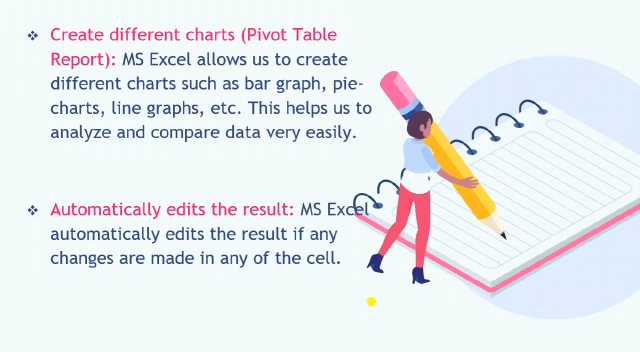 ❖ Create different charts (Pivot Table
Report): MS Excel allows us to create
different charts such as bar graph, pie-
charts, line graphs, etc. This helps us to
analyze and compare data very easily.
❖ Automatically edits the result: MS Excel
automatically edits the result if any
changes are made in any of the cell.